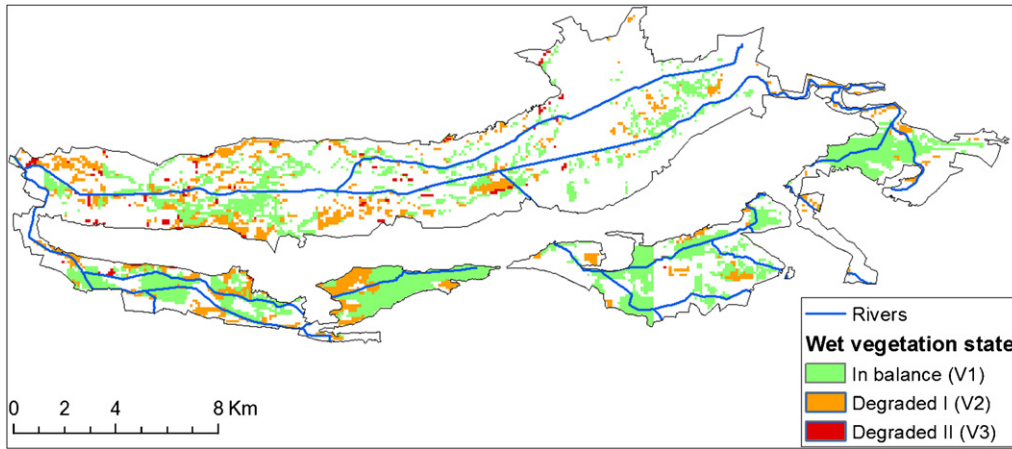 Rivers
Wet vegetation state
In balance (V1)
Degraded I (V2)
Degraded II (V3)
0 2 4 8 Km